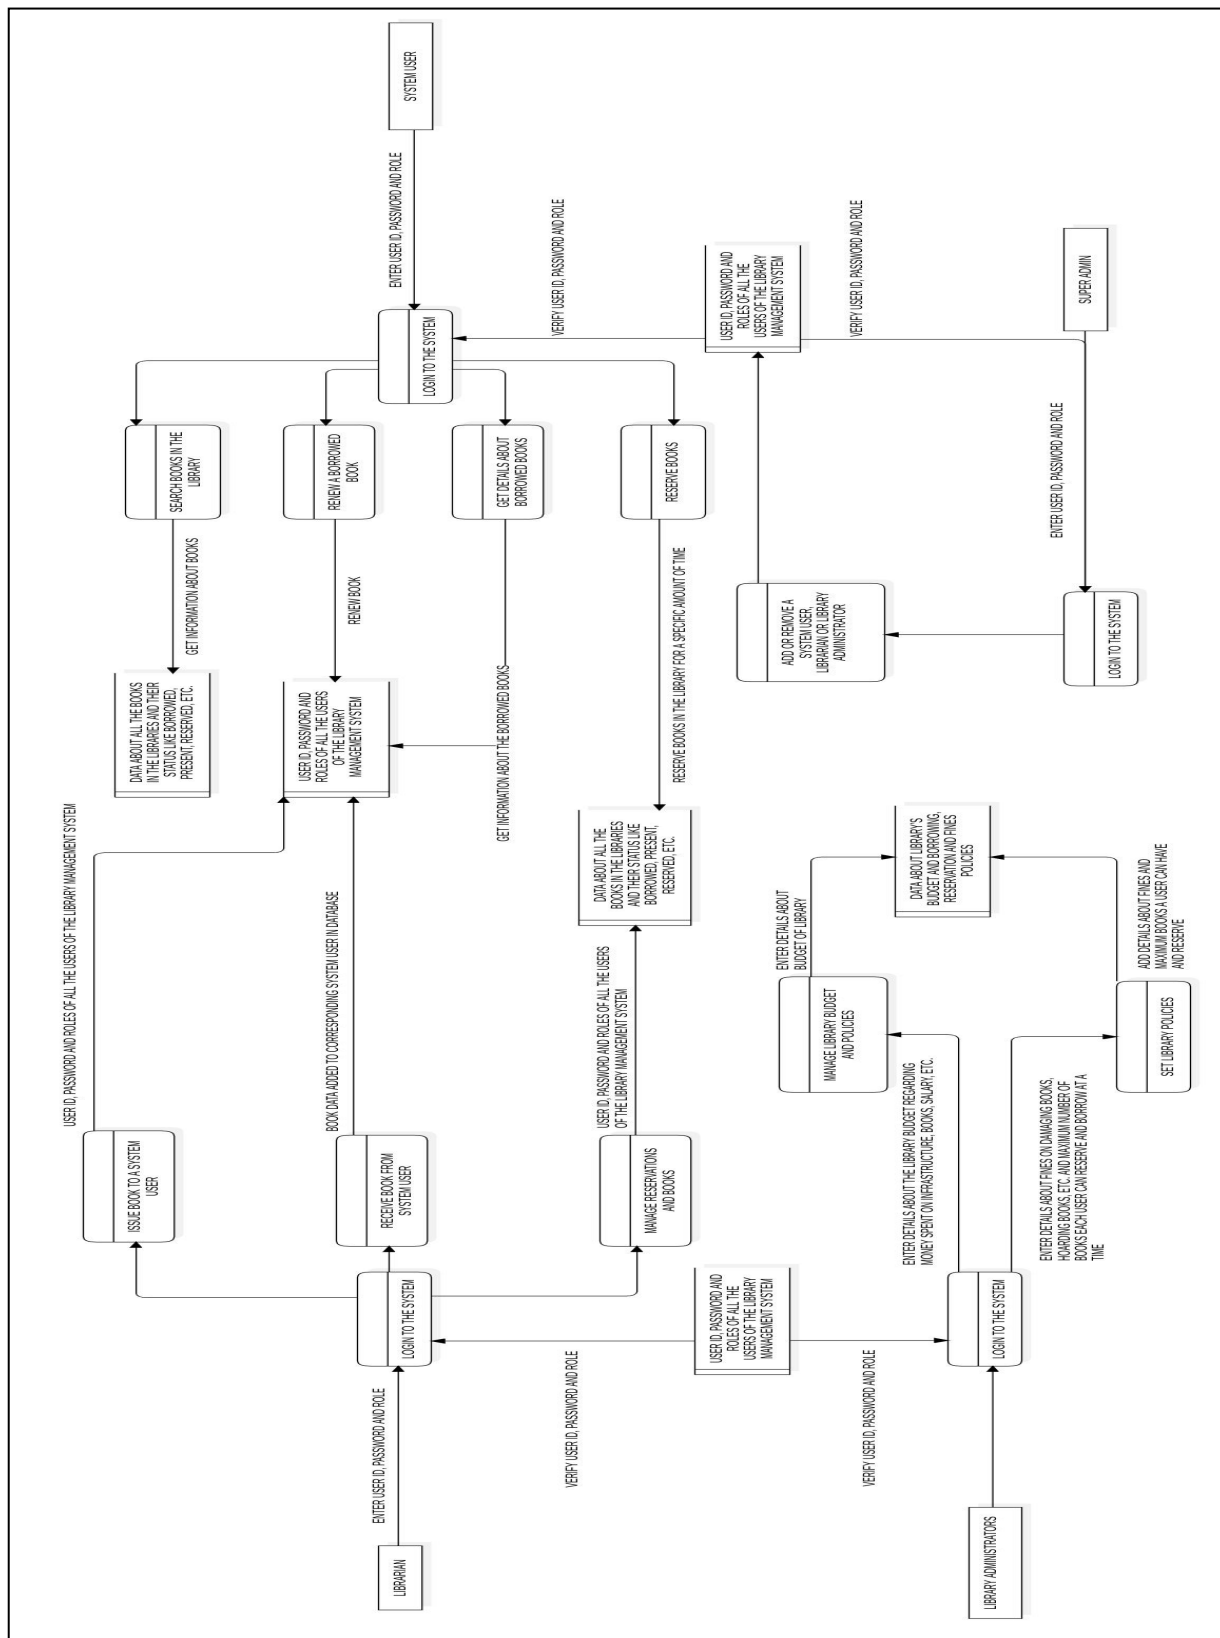 USER ID, PASSWORD AND ROLES OF ALL THE USERS OF THE LIBRARY MANAGEMENT SYSTEM
ISSUE BOOK TO A SYSTEM
USER
DATA ABOUT ALL THE BOOKS
IN THE LIBRARIES AND THEIR
STATUS LIKE BORROWED,
PRESENT, RESERVED, ETC.
GET INFORMATION ABOUT BOOKS
SEARCH BOOKS IN THE
LIBRARY
LIBRARIAN
ENTER USER ID, PASSWORD AND ROLE
LOGIN TO THE SYSTEM
RECEIVE BOOK FROM
SYSTEM USER
BOOK DATA ADDED TO CORRESPONDING SYSTEM USER IN DATABASE
USER ID, PASSWORD AND
ROLES OF ALL THE USERS
OF THE LIBRARY
MANAGEMENT SYSTEM
RENEW BOOK
RENEW A BORROWED
BOOK
LOGIN TO THE SYSTEM
ENTER USER ID, PASSWORD AND ROLE
SYSTEM USER
GET INFORMATION ABOUT THE BORROWED BOOKS
GET DETAILS ABOUT
BORROWED BOOKS
VERIFY USER ID, PASSWORD AND ROLE
MANAGE RESERVATIONS
AND BOOKS
USER ID, PASSWORD AND ROLES OF ALL THE USERS
OF THE LIBRARY MANAGEMENT SYSTEM
DATA ABOUT ALL THE
BOOKS IN THE LIBRARIES
AND THEIR STATUS LIKE
BORROWED, PRESENT,
RESERVED, ETC.
RESERVE BOOKS IN THE LIBRARY FOR A SPECIFIC AMOUNT OF TIME
RESERVE BOOKS
VERIFY USER ID, PASSWORD AND ROLE
USER ID, PASSWORD AND
ROLES OF ALL THE
USERS OF THE LIBRARY
MANAGEMENT SYSTEM
USER ID, PASSWORD AND
ROLES OF ALL THE
USERS OF THE LIBRARY
MANAGEMENT SYSTEM
ADD OR REMOVE A
SYSTEM USER,
LIBRARIAN OR LIBRARY
ADMINISTRATOR
VERIFY USER ID, PASSWORD AND ROLE
VERIFY USER ID, PASSWORD AND ROLE
ENTER DETAILS ABOUT
BUDGET OF LIBRARY
MANAGE LIBRARY BUDGET
AND POLICIES
ENTER DETAILS ABOUT THE LIBRARY BUDGET REGARDING
MONEY SPENT ON INFRASTRUCTURE, BOOKS, SALARY, ETC.
DATA ABOUT LIBRARY'S
BUDGET AND BORROWING,
RESERVATION AND FINES
POLICIES
LIBRARY ADMINISTRATORS
LOGIN TO THE SYSTEM
ENTER DETAILS ABOUT FINES ON DAMAGING BOOKS,
HOARDING BOOKS, ETC. AND MAXIMUM NUMBER OF
BOOKS EACH USER CAN RESERVE AND BORROW AT A
TIME
SET LIBRARY POLICIES
ADD DETAILS ABOUT FINES AND
MAXIMUM BOOKS A USER CAN HAVE
AND RESERVE
LOGIN TO THE SYSTEM
ENTER USER ID, PASSWORD AND ROLE
SUPER ADMIN